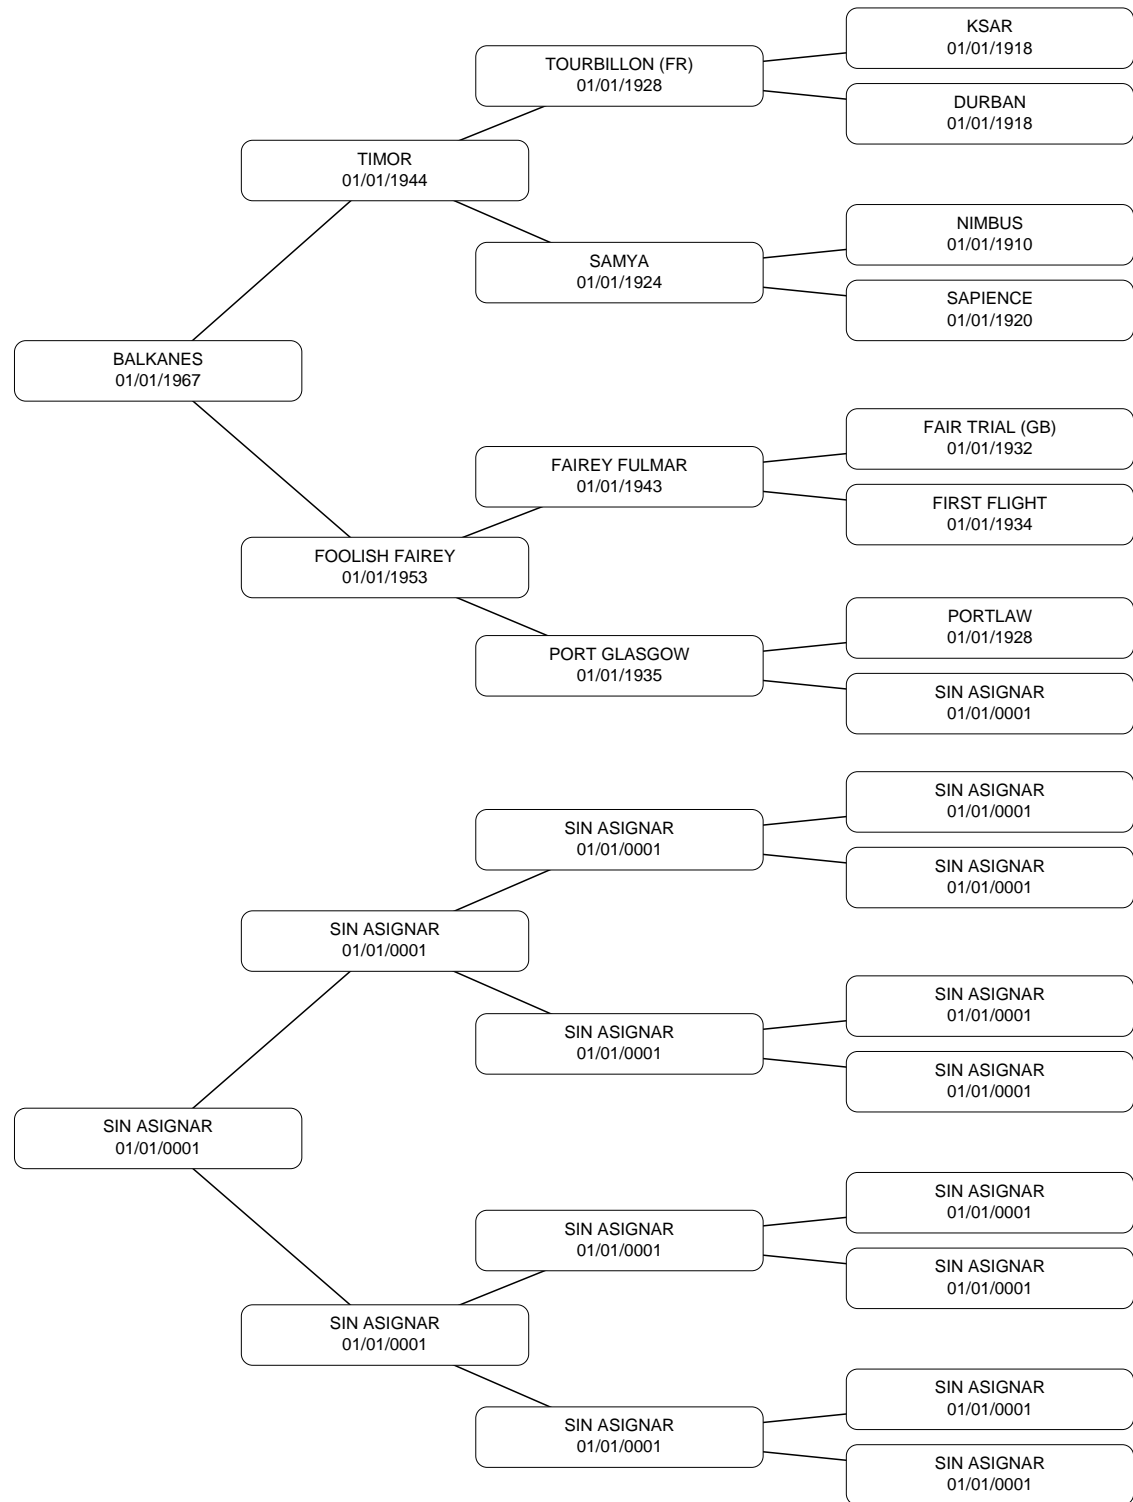 KSAR
01/01/1918
TOURBILLON (FR)
01/01/1928
DURBAN
01/01/1918
TIMOR
01/01/1944
NIMBUS
01/01/1910
SAMYA
01/01/1924
SAPIENCE
01/01/1920
BALKANES
01/01/1967
FAIR TRIAL (GB)
01/01/1932
FAIREY FULMAR
01/01/1943
FIRST FLIGHT
01/01/1934
FOOLISH FAIREY
01/01/1953
PORTLAW
01/01/1928
PORT GLASGOW
01/01/1935
SIN ASIGNAR
01/01/0001
SIN ASIGNAR
01/01/0001
SIN ASIGNAR
01/01/0001
SIN ASIGNAR
01/01/0001
SIN ASIGNAR
01/01/0001
SIN ASIGNAR
01/01/0001
SIN ASIGNAR
01/01/0001
SIN ASIGNAR
01/01/0001
SIN ASIGNAR
01/01/0001
SIN ASIGNAR
01/01/0001
SIN ASIGNAR
01/01/0001
SIN ASIGNAR
01/01/0001
SIN ASIGNAR
01/01/0001
SIN ASIGNAR
01/01/0001
SIN ASIGNAR
01/01/0001
SIN ASIGNAR
01/01/0001